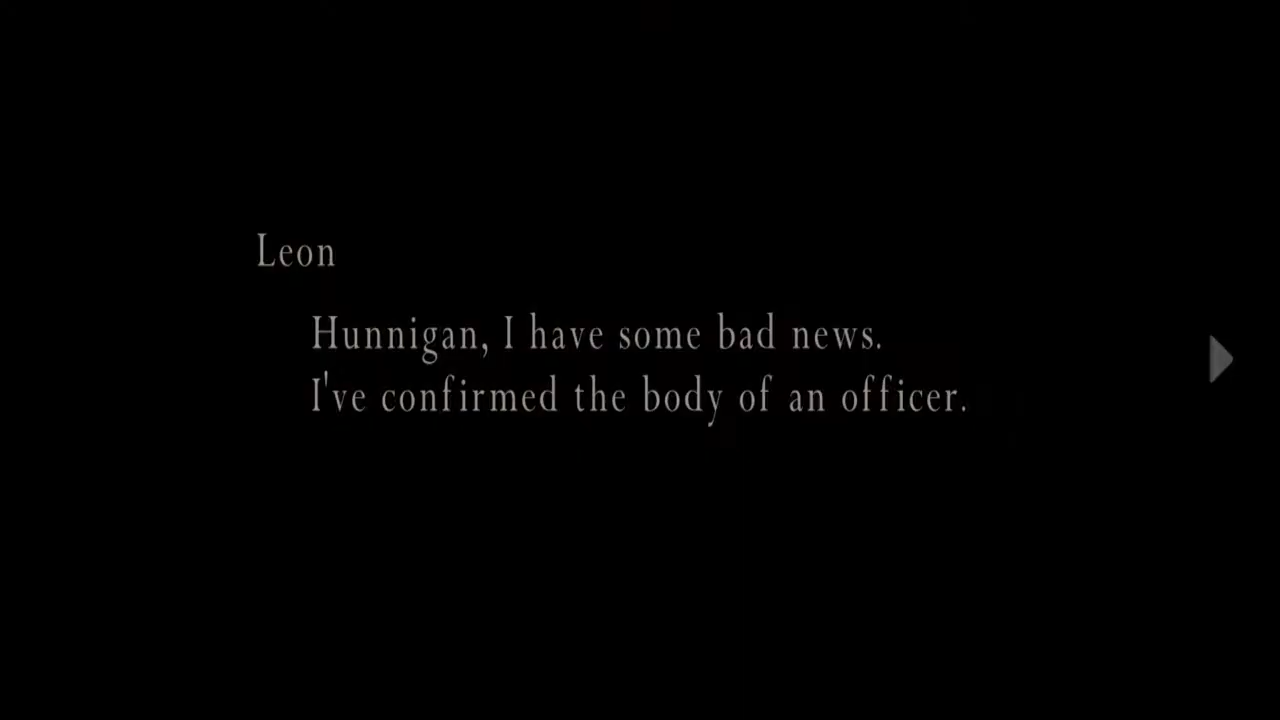 Leon
Hunnigan, I have some bad news.
I've confirmed the body of an officer.